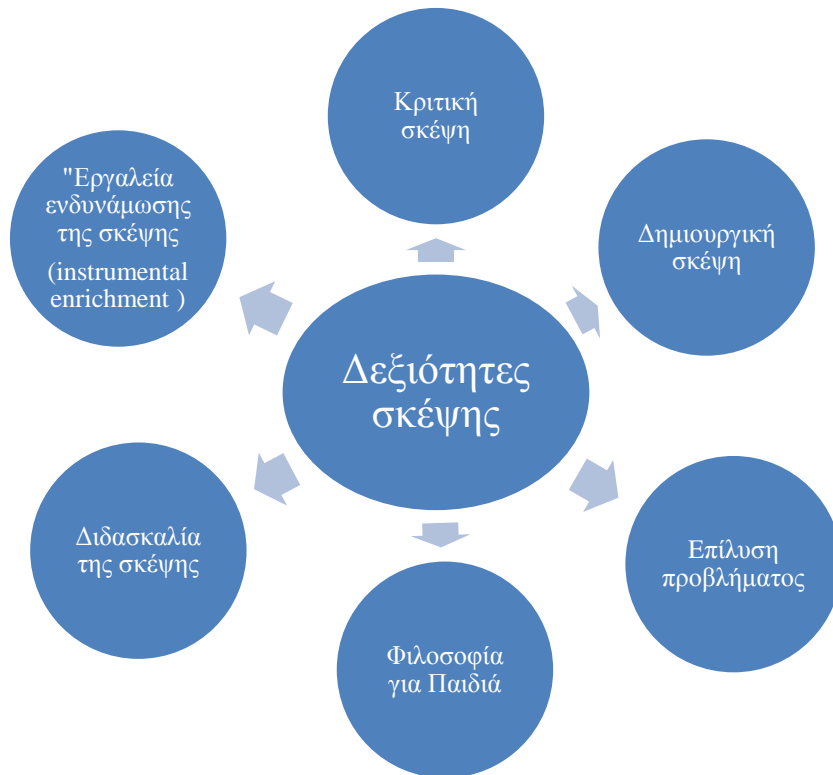 Κριτική
σκέψη
"Εργαλεία
ενδυνάμωσης
της σκέψης
(instrumental
enrichment )
Δημιουργική
σκέψη
Δεξιότητες
σκέψης
Διδασκαλία
της σκέψης
Επίλυση
προβλήματος
Φιλοσοφία
για Παιδιά